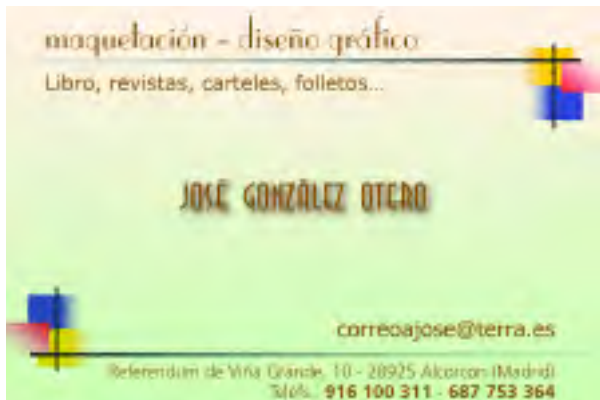 maquetación - diseño gráfico
Libro, revistas, carteles, folletos...
JOSÉ GONZÁLEZ OTERO
correoajose@terra.es
Referendum de Viña Grande, 10 - 28925 Alcorcon (Madrid)
Teléfs.: 916 100 311 - 687 753 364